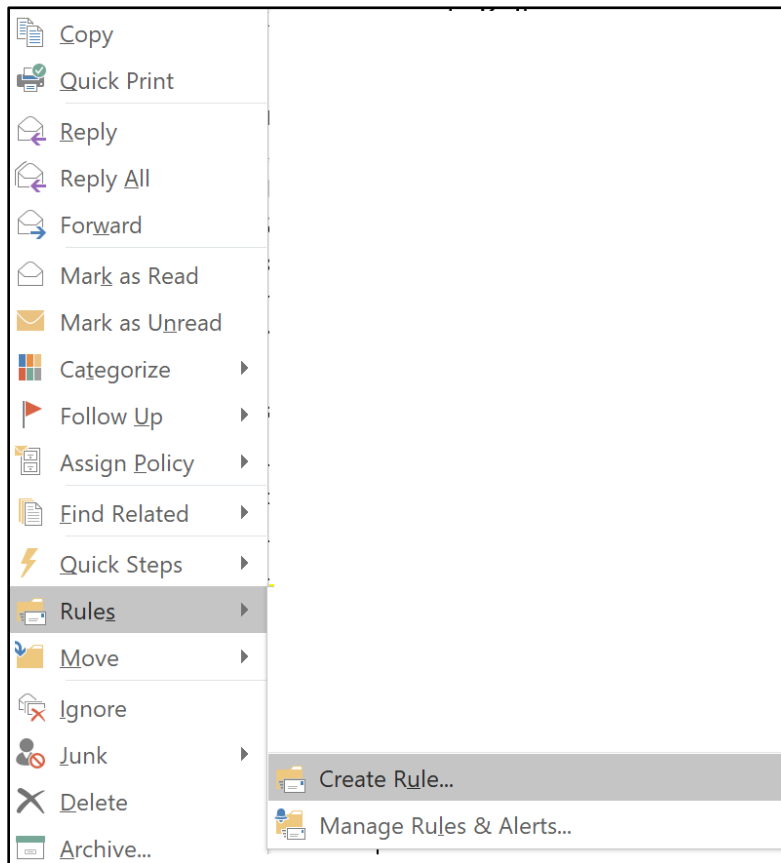 Copy
Quick Print
Reply
Reply All
Forward
Mark as Read
Mark as Unread
Categorize
Follow Up
Assign Policy
Find Related
Quick Steps
Rules
Move
Ignore
Junk
Delete
Archive...
Create Rule...
Manage Rules & Alerts...